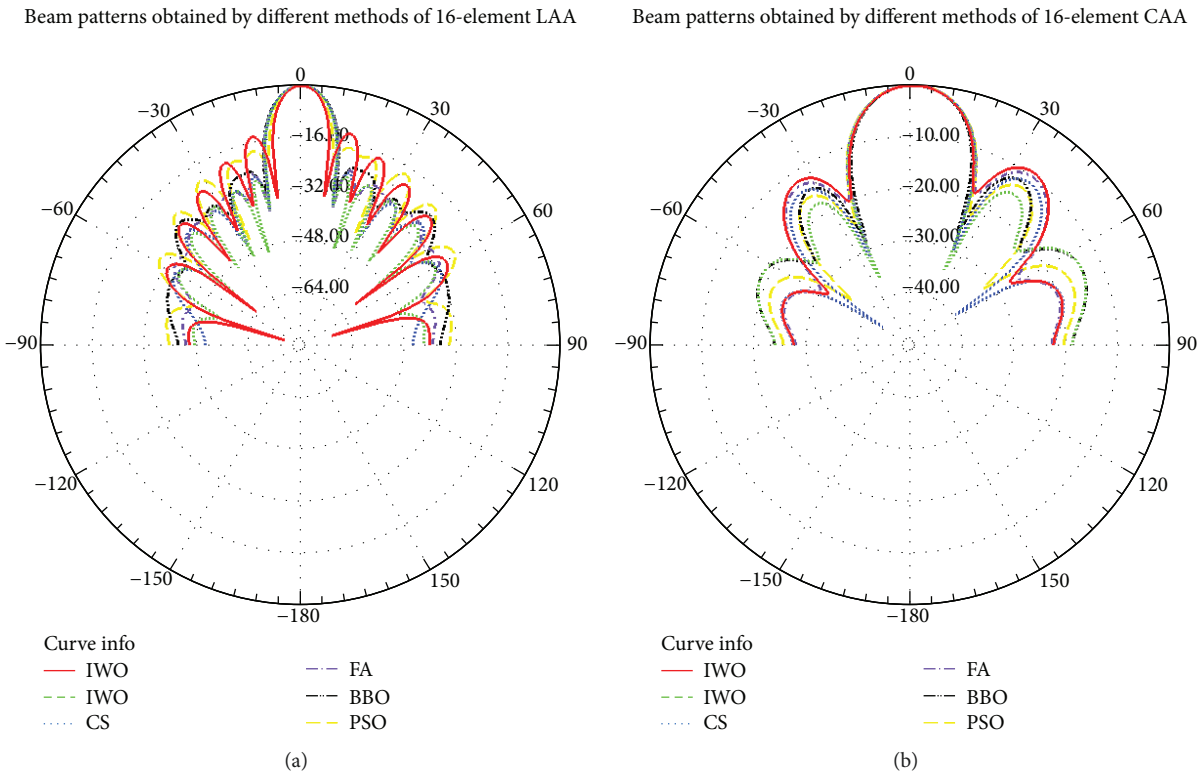 Beam patterns obtained by different methods of 16-element LAA
0
−30
30
−60
60
−90
90
−120
120
−150
150
−180
−32.00
−48.00
−64.00
Curve info
IWO
IWO
CS
FA
BBO
PSO
(a)
Beam patterns obtained by different methods of 16-element CAA
0
−30
30
−60
60
−90
90
−120
120
−150
150
−180
−10.00
−20.00
−30.00
−40.00
Curve info
IWO
IWO
CS
FA
BBO
PSO
(b)